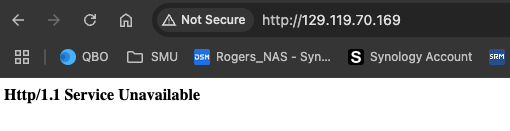 Not Secure http://129.119.70.169
QBO SMU DSM Rogers_NAS - Syn... S Synology Account SRM
Http/1.1 Service Unavailable